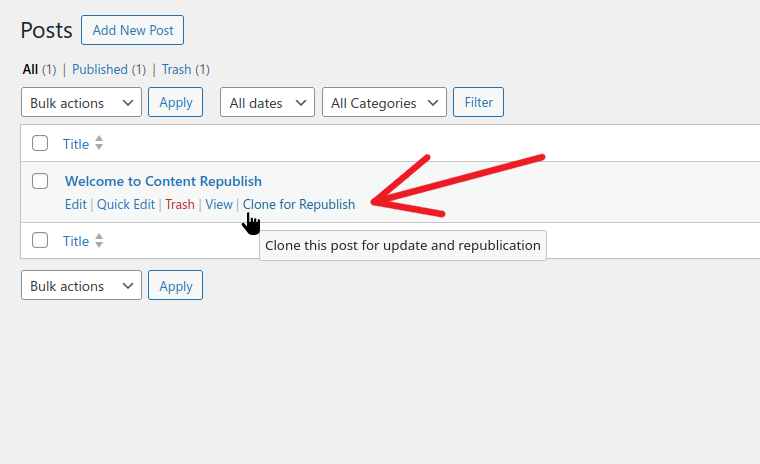 Posts Add New Post
All (1) | Published (1) | Trash (1)
Bulk actions Apply All dates All Categories Filter
Title
Welcome to Content Republish
Edit | Quick Edit | Trash | View | Clone for Republish
Title
Clone this post for update and republication
Bulk actions Apply